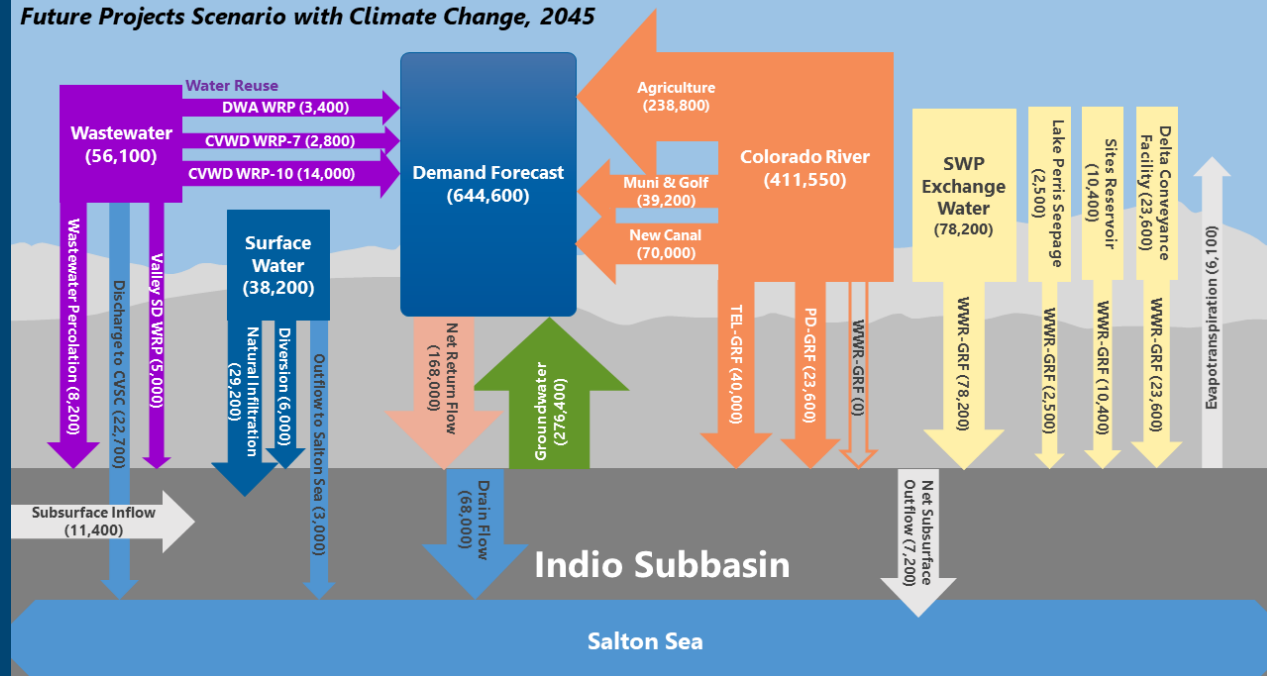 Future Projects Scenario with Climate Change, 2045
Water Reuse
DWA WRP (3,400)
CVWD WRP-7 (2,800)
CVWD WRP-10 (14,000)
Wastewater
(56,100)
Wastewater Percolation (8,200)
Discharge to CVSC (22,700)
Valley SD WRP (5,000)
Surface
Water
(38,200)
Natural Infiltration
(29,200)
Diversion (6,000)
Outflow to Salton Sea (3,000)
Subsurface Inflow
(11,400)
Demand Forecast
(644,600)
Net Return Flow
(168,000)
Groundwater
(276,400)
Drain Flow
(68,000)
Agriculture
(238,800)
Muni & Golf
(39,200)
New Canal
(70,000)
Colorado River
(411,550)
TEL-GRF (40,000)
PD-GRF (23,600)
WWR-GRF (0)
SWP
Exchange
Water
(78,200)
WWR-GRF (78,200)
Lake Perris Seepage
(2,500)
WWR-GRF (2,500)
Sites Reservoir
(10,400)
WWR-GRF (10,400)
Delta Conveyance
Facility (23,600)
WWR-GRF (23,600)
Evapotranspiration (6,100)
Net Subsurface
Outflow (7,200)
Indio Subbasin
Salton Sea